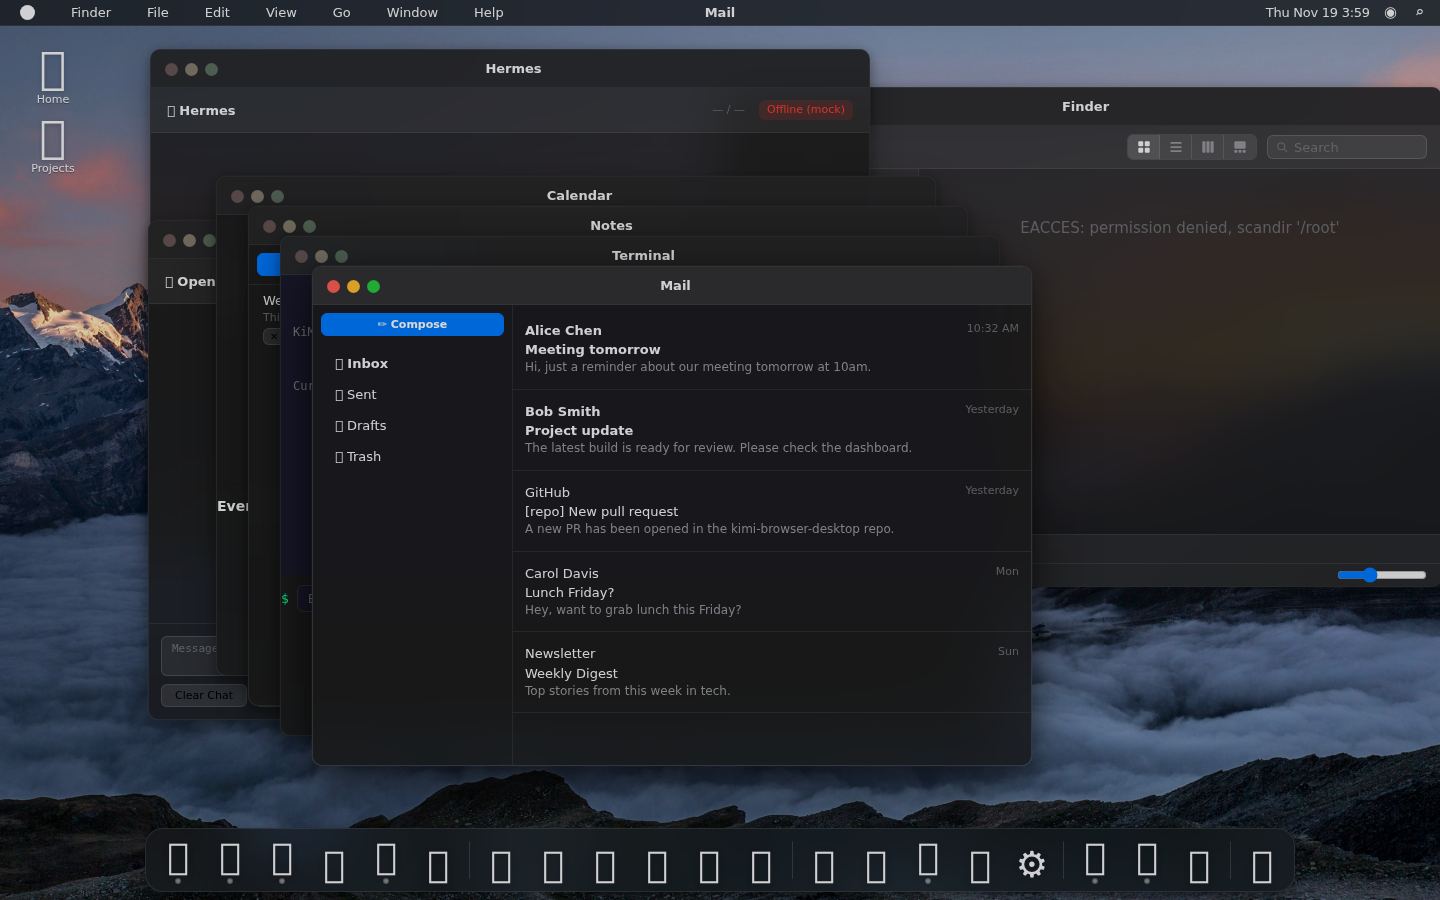 Finder File Edit View Go Window Help Mail Thu Nov 19 3:59
Home
Projects
Hermes
Hermes — / — Offline (mock)
Finder
Search
EACCES: permission denied, scandir '/root'
Calendar
Notes
Terminal
Open
Even
Message
Clear Chat
$
Mail
✏ Compose
Inbox
Sent
Drafts
Trash
Alice Chen 10:32 AM
Meeting tomorrow
Hi, just a reminder about our meeting tomorrow at 10am.
Bob Smith Yesterday
Project update
The latest build is ready for review. Please check the dashboard.
GitHub Yesterday
[repo] New pull request
A new PR has been opened in the kimi-browser-desktop repo.
Carol Davis Mon
Lunch Friday?
Hey, want to grab lunch this Friday?
Newsletter Sun
Weekly Digest
Top stories from this week in tech.